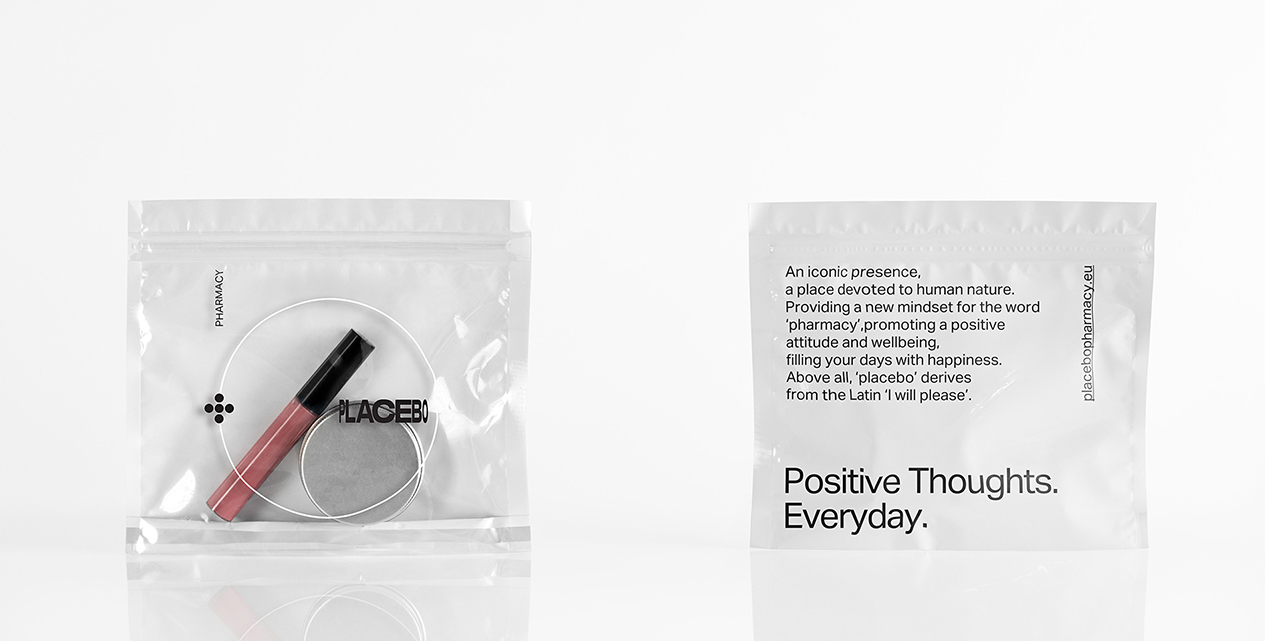 PHARMACY
PLACEBO
An iconic presence,
a place devoted to human nature.
Providing a new mindset for the word
‘pharmacy’,promoting a positive
attitude and wellbeing,
filling your days with happiness.
Above all, ‘placebo’ derives
from the Latin ‘I will please’.
placebopharmacy.eu
Positive Thoughts.
Everyday.